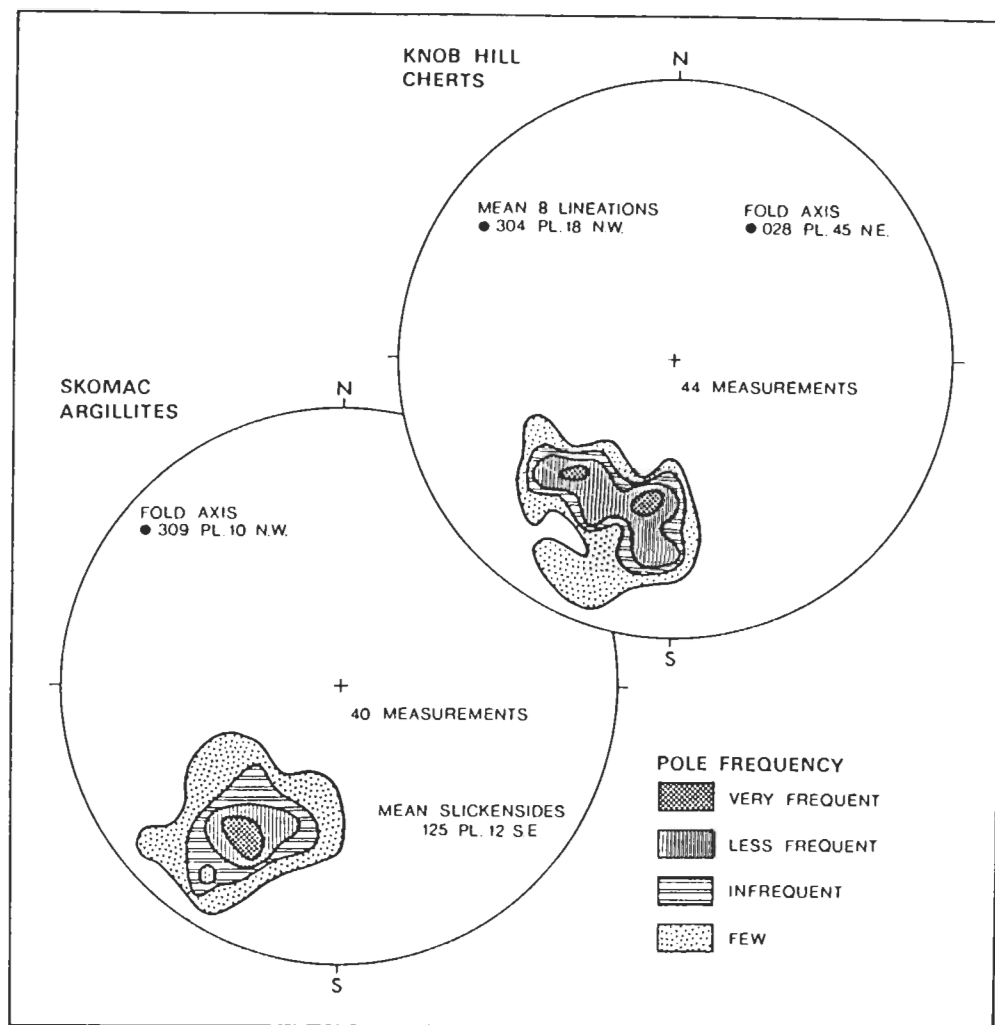 KNOB HILL
CHERTS
N
MEAN 8 LINEATIONS
● 304 PL. 18 N.W.
FOLD AXIS
● 028 PL. 45 N E.
44 MEASUREMENTS
S
SKOMAC
ARGILLITES
N
FOLD AXIS
● 309 PL. 10 N.W.
40 MEASUREMENTS
MEAN SLICKENSIDES
125 PL. 12 S E
S
POLE FREQUENCY
VERY FREQUENT
LESS FREQUENT
INFREQUENT
FEW